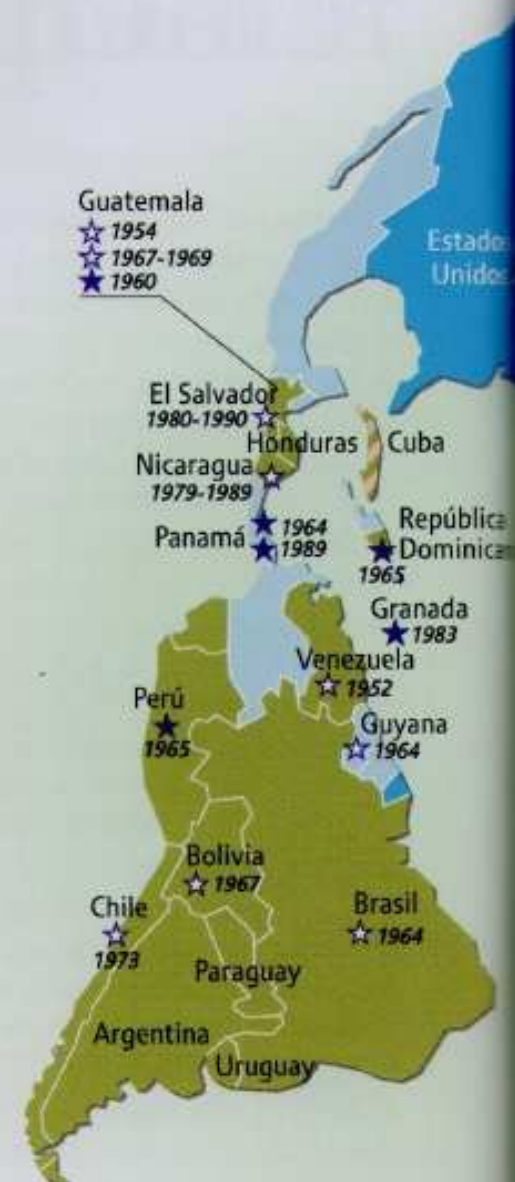 Guatemala
1954
1967-1969
1960
Estados
Unidos
El Salvador
1980-1990
Honduras
Cuba
Nicaragua
1979-1989
Panamá
1964
1989
República
Dominican
1965
Granada
1983
Venezuela
1952
Perú
1965
Guyana
1964
Bolivia
1967
Chile
1973
Brasil
1964
Paraguay
Argentina
Uruguay